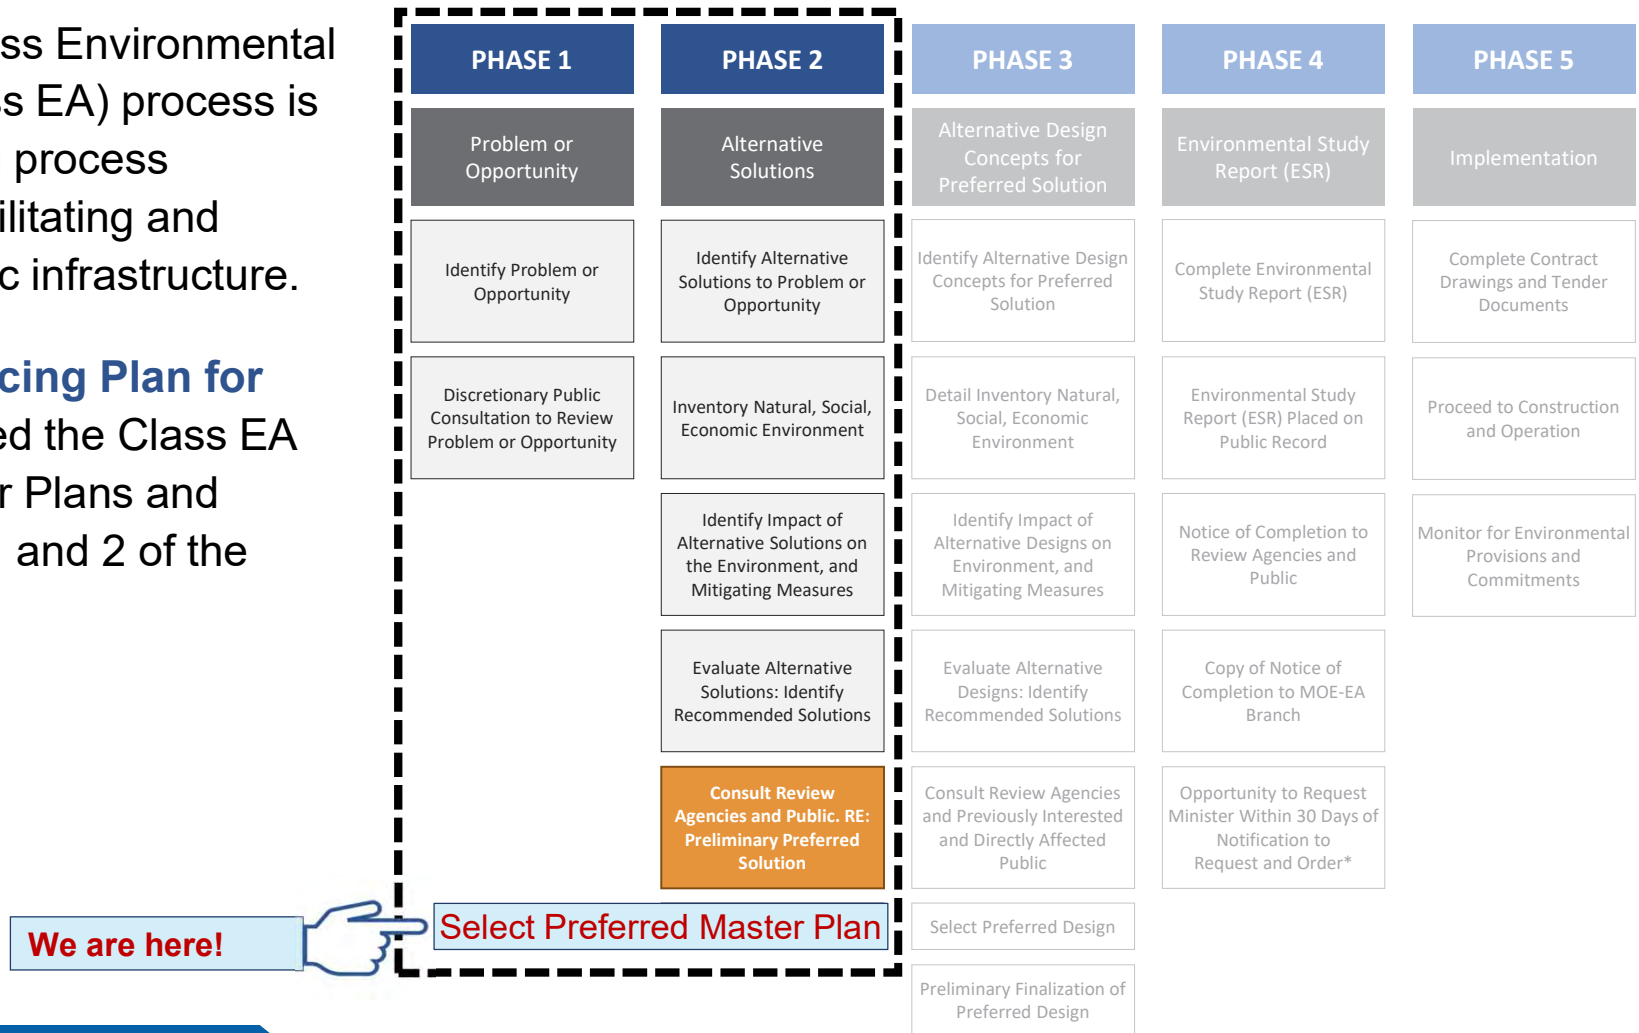 ss Environmental
ss EA) process is
process
ilitating and
c infrastructure.
cing Plan for
ed the Class EA
r Plans and
and 2 of the
PHASE 1
Problem or
Opportunity
Identify Problem or
Opportunity
Discretionary Public
Consultation to Review
Problem or Opportunity
PHASE 2
Alternative
Solutions
Identify Alternative
Solutions to Problem or
Opportunity
Inventory Natural, Social,
Economic Environment
Identify Impact of
Alternative Solutions on
the Environment, and
Mitigating Measures
Evaluate Alternative
Solutions: Identify
Recommended Solutions
Consult Review
Agencies and Public. RE:
Preliminary Preferred
Solution
We are here!
Select Preferred Master Plan
PHASE 3
Alternative Design
Concepts for
Preferred Solution
Identify Alternative Design
Concepts for Preferred
Solution
Detail Inventory Natural,
Social, Economic
Environment
Identify Impact of
Alternative Designs on
Environment, and
Mitigating Measures
Evaluate Alternative
Designs: Identify
Recommended Solutions
Consult Review Agencies
and Previously Interested
and Directly Affected
Public
Select Preferred Design
Preliminary Finalization of
Preferred Design
PHASE 4
Environmental Study
Report (ESR)
Complete Environmental
Study Report (ESR)
Environmental Study
Report (ESR) Placed on
Public Record
Notice of Completion to
Review Agencies and
Public
Copy of Notice of
Completion to MOE-EA
Branch
Opportunity to Request
Minister Within 30 Days of
Notification to
Request and Order*
PHASE 5
Implementation
Complete Contract
Drawings and Tender
Documents
Proceed to Construction
and Operation
Monitor for Environmental
Provisions and
Commitments